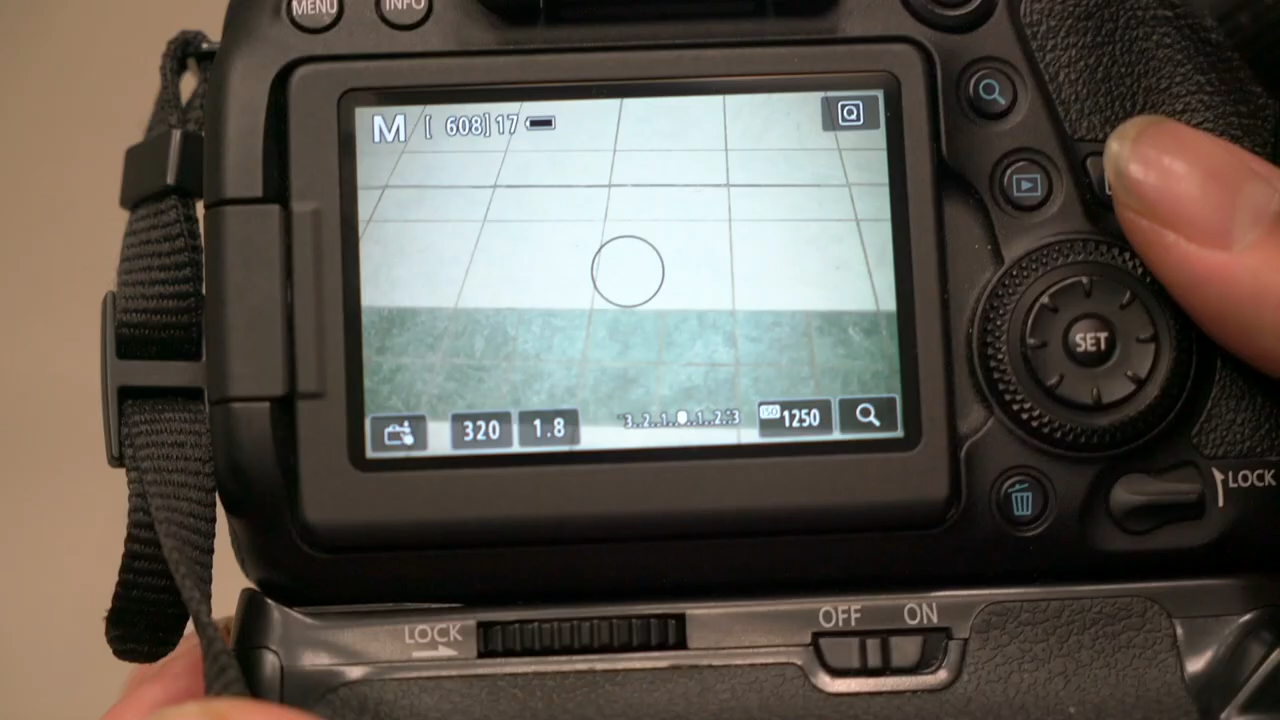 MENU INFO
M [ 608] 17
Q
SET
320 1.8 3..2..1..0..1..2..3 ISO 1250
LOCK
LOCK
OFF ON